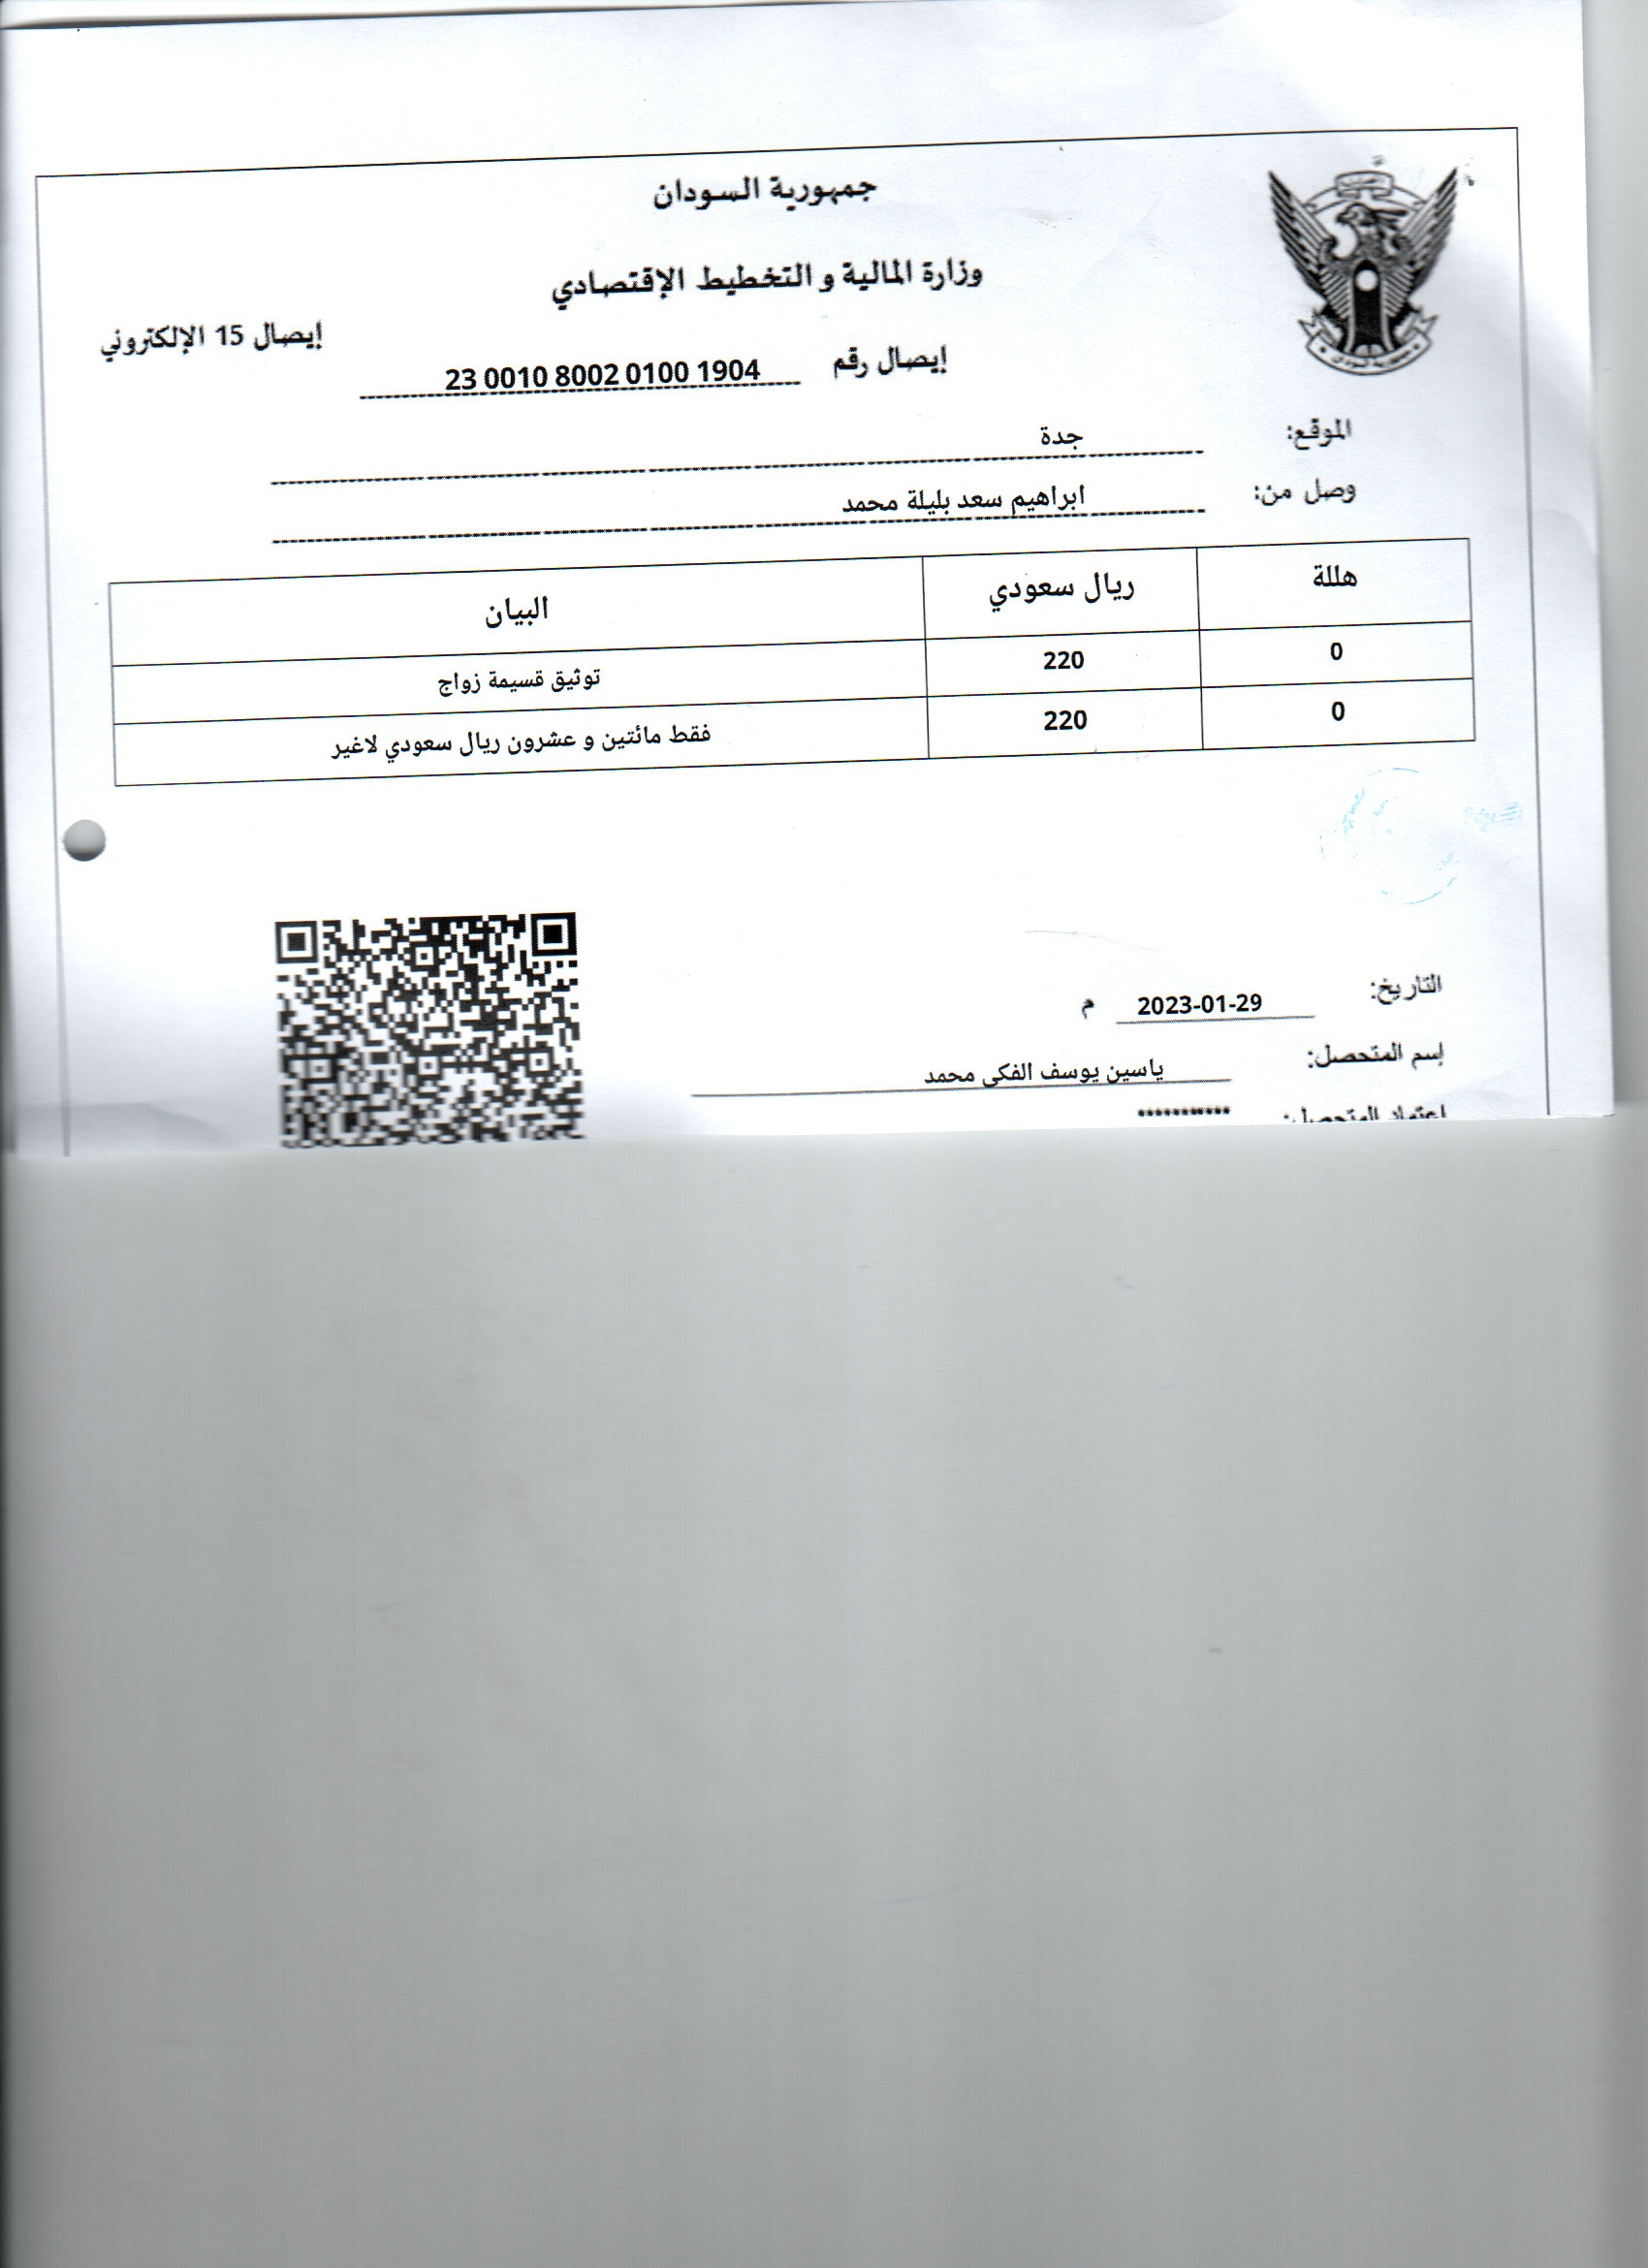 جمهورية السودان
وزارة المالية و التخطيط الإقتصادي
إيصال 15 الإلكتروني
إيصال رقم 23 0010 8002 0100 1904
الموقع: جدة
وصل من: ابراهيم سعد بليلة محمد
هللة ريال سعودي البيان
0 220 توثيق قسيمة زواج
0 220 فقط مائتين و عشرون ريال سعودي لاغير
التاريخ: 2023-01-29 م
إسم المتحصل: ياسين يوسف الفكى محمد
إعتماد المتحصل: ***********